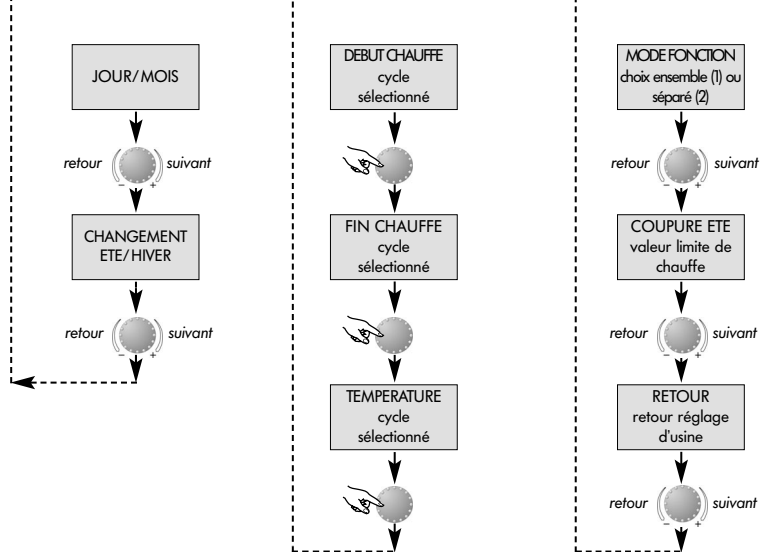 JOUR/MOIS
retour suivant
- +
CHANGEMENT
ETE/HIVER
retour suivant
- +
DEBUT CHAUFFE
cycle
sélectionné
FIN CHAUFFE
cycle
sélectionné
TEMPERATURE
cycle
sélectionné
MODE FONCTION
choix ensemble (1) ou
séparé (2)
retour suivant
- +
COUPURE ETE
valeur limite de
chauffe
retour suivant
- +
RETOUR
retour réglage
d'usine
retour suivant
- +